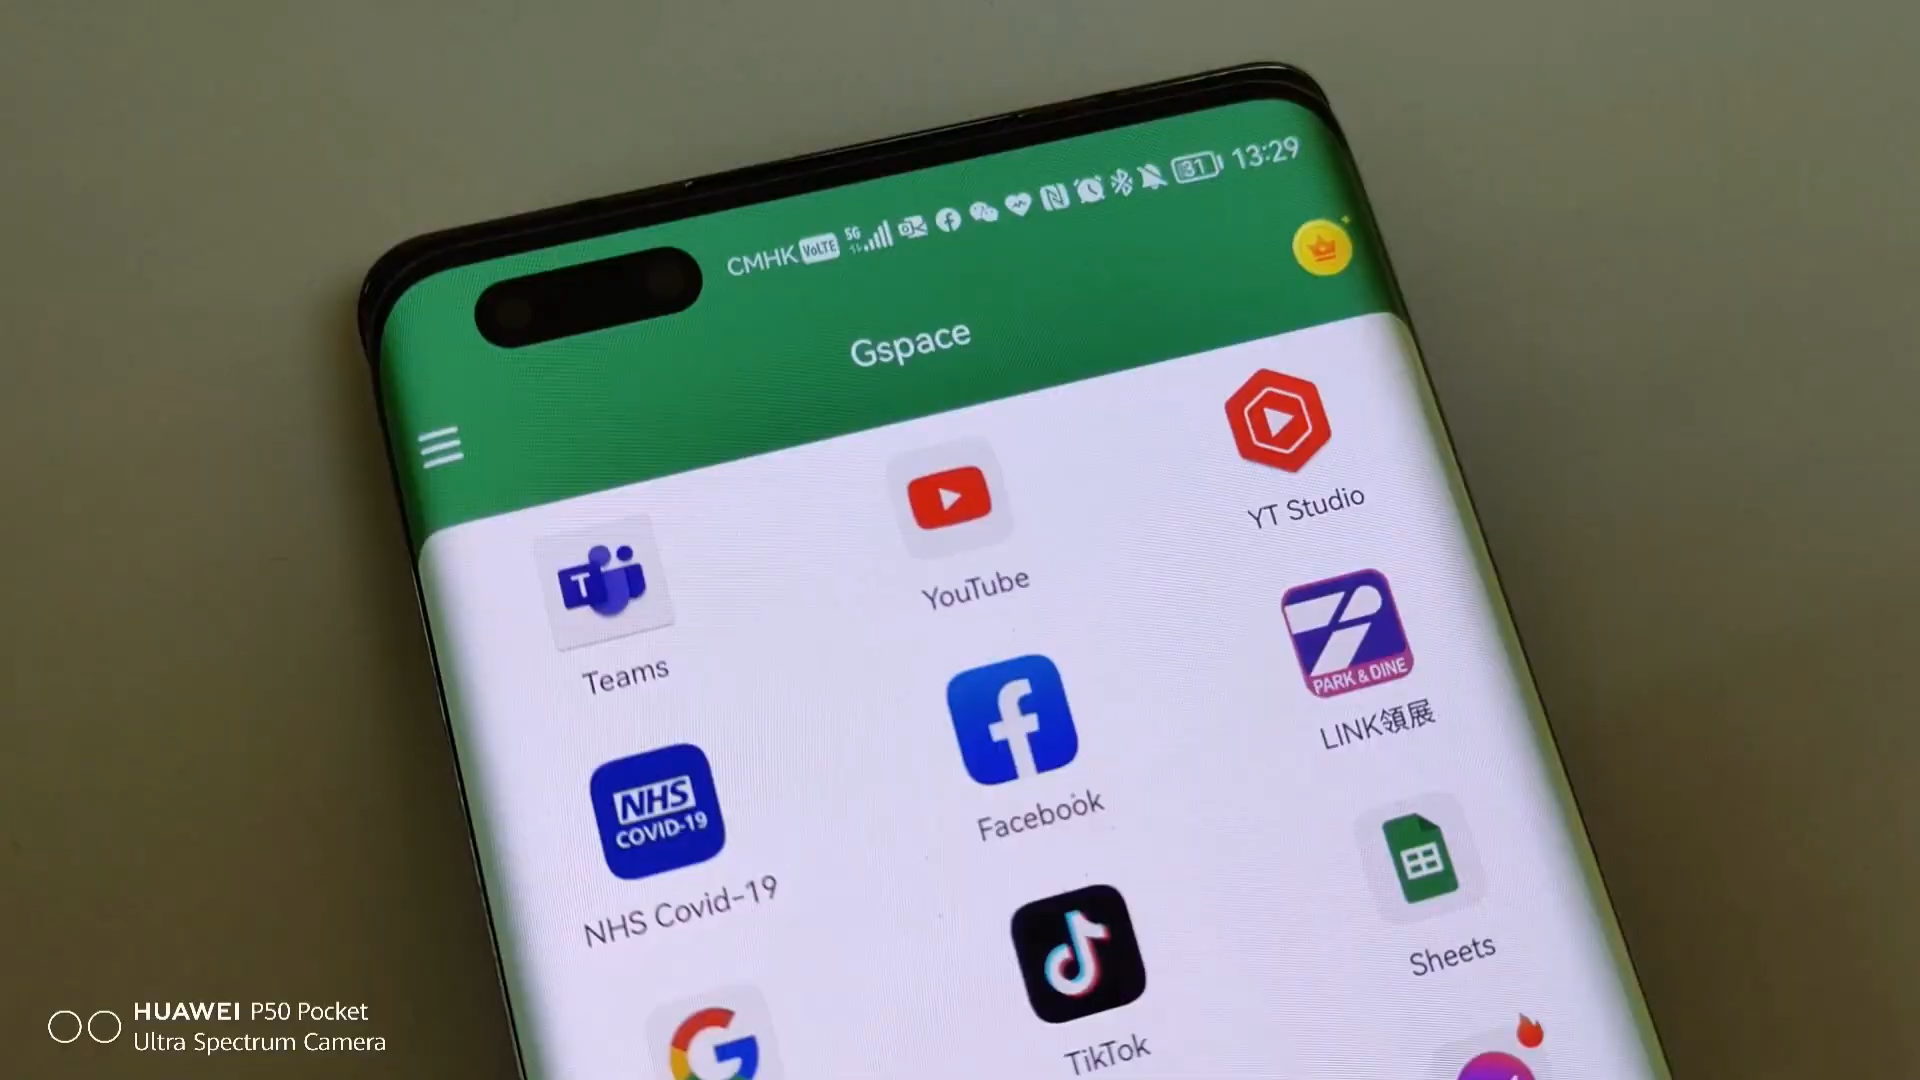 CMHK VoLTE 5G 31 13:29
Gspace
YT Studio
YouTube
T
Teams
PARK & DINE
LINK領展
Facebook
NHS
COVID-19
NHS Covid-19
Sheets
TikTok
HUAWEI P50 Pocket
Ultra Spectrum Camera